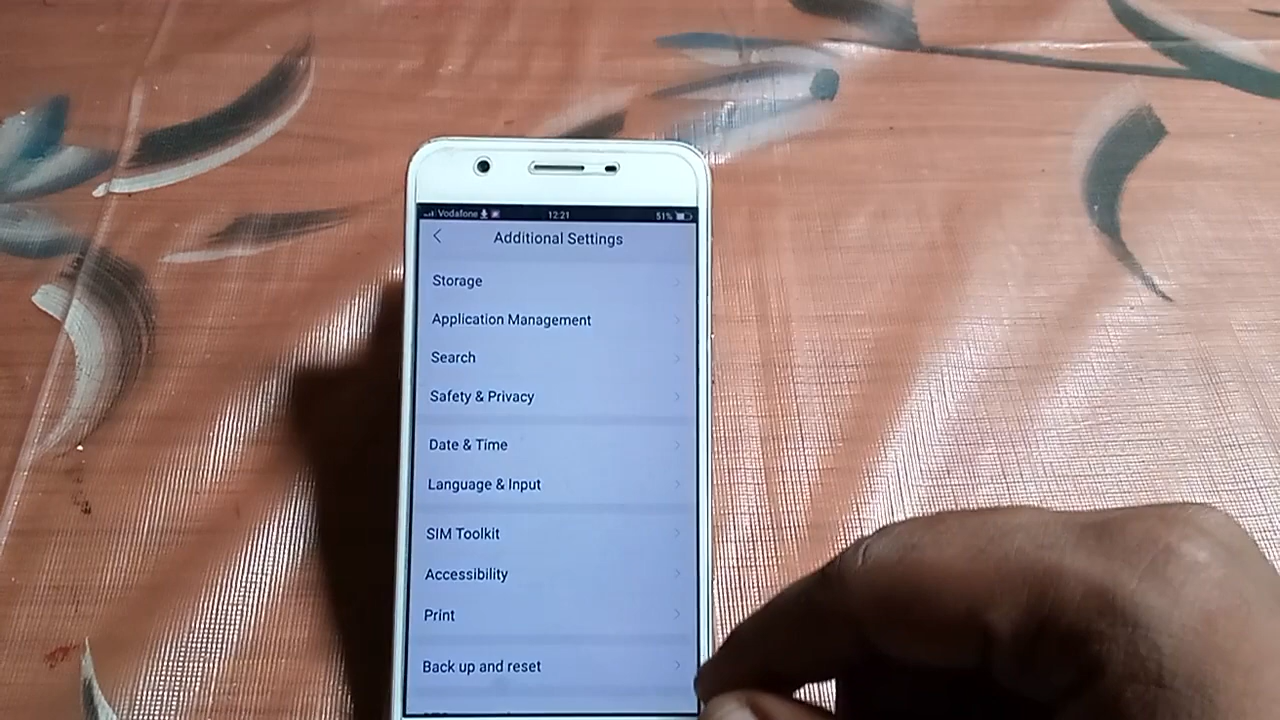 Vodafone 12:21 51%
Additional Settings
Storage
Application Management
Search
Safety & Privacy
Date & Time
Language & Input
SIM Toolkit
Accessibility
Print
Back up and reset